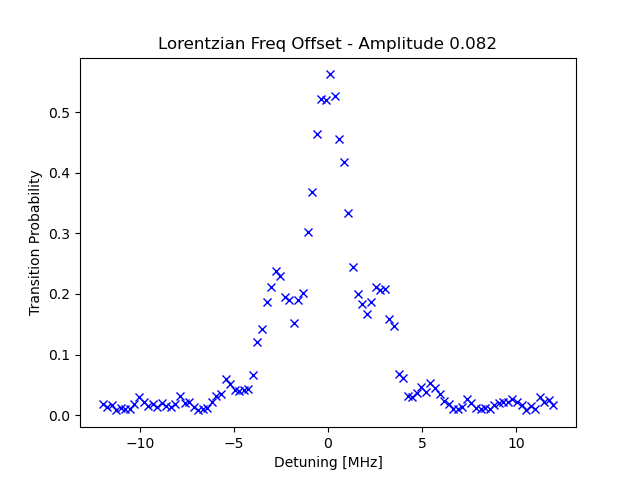 Lorentzian Freq Offset - Amplitude 0.082
Transition Probability
0.5
0.4
0.3
0.2
0.1
0.0
−10 −5 0 5 10
Detuning [MHz]